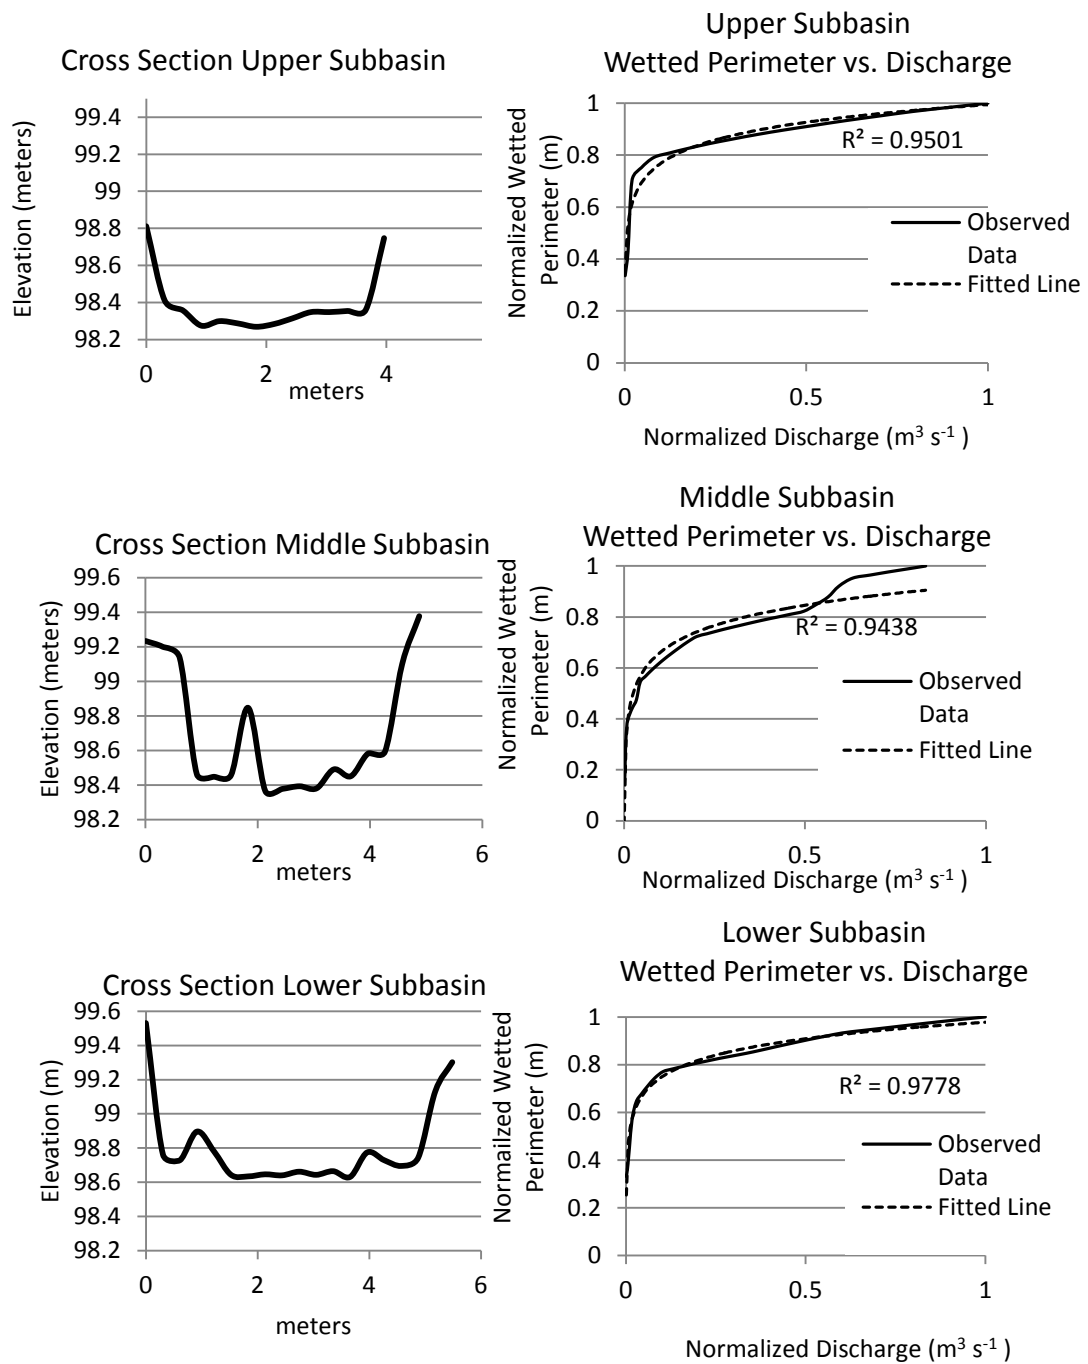 Cross Section Upper Subbasin
Elevation (meters)
99.4
99.2
99
98.8
98.6
98.4
98.2
0 2 4
meters
Upper Subbasin
Wetted Perimeter vs. Discharge
Normalized Wetted
Perimeter (m)
1
0.8
0.6
0.4
0.2
0
R² = 0.9501
Observed
Data
Fitted Line
0 0.5 1
Normalized Discharge (m³ s⁻¹ )
Cross Section Middle Subbasin
Elevation (meters)
99.6
99.4
99.2
99
98.8
98.6
98.4
98.2
0 2 4 6
meters
Middle Subbasin
Wetted Perimeter vs. Discharge
Normalized Wetted
Perimeter (m)
1
0.8
0.6
0.4
0.2
0
R² = 0.9438
Observed
Data
Fitted Line
0 0.5 1
Normalized Discharge (m³ s⁻¹ )
Cross Section Lower Subbasin
Elevation (m)
99.6
99.4
99.2
99
98.8
98.6
98.4
98.2
0 2 4 6
meters
Lower Subbasin
Wetted Perimeter vs. Discharge
Normailzed Wetted
Perimeter (m)
1
0.8
0.6
0.4
0.2
0
R² = 0.9778
Observed
Data
Fitted Line
0 0.5 1
Normalized Discharge (m³ s⁻¹ )